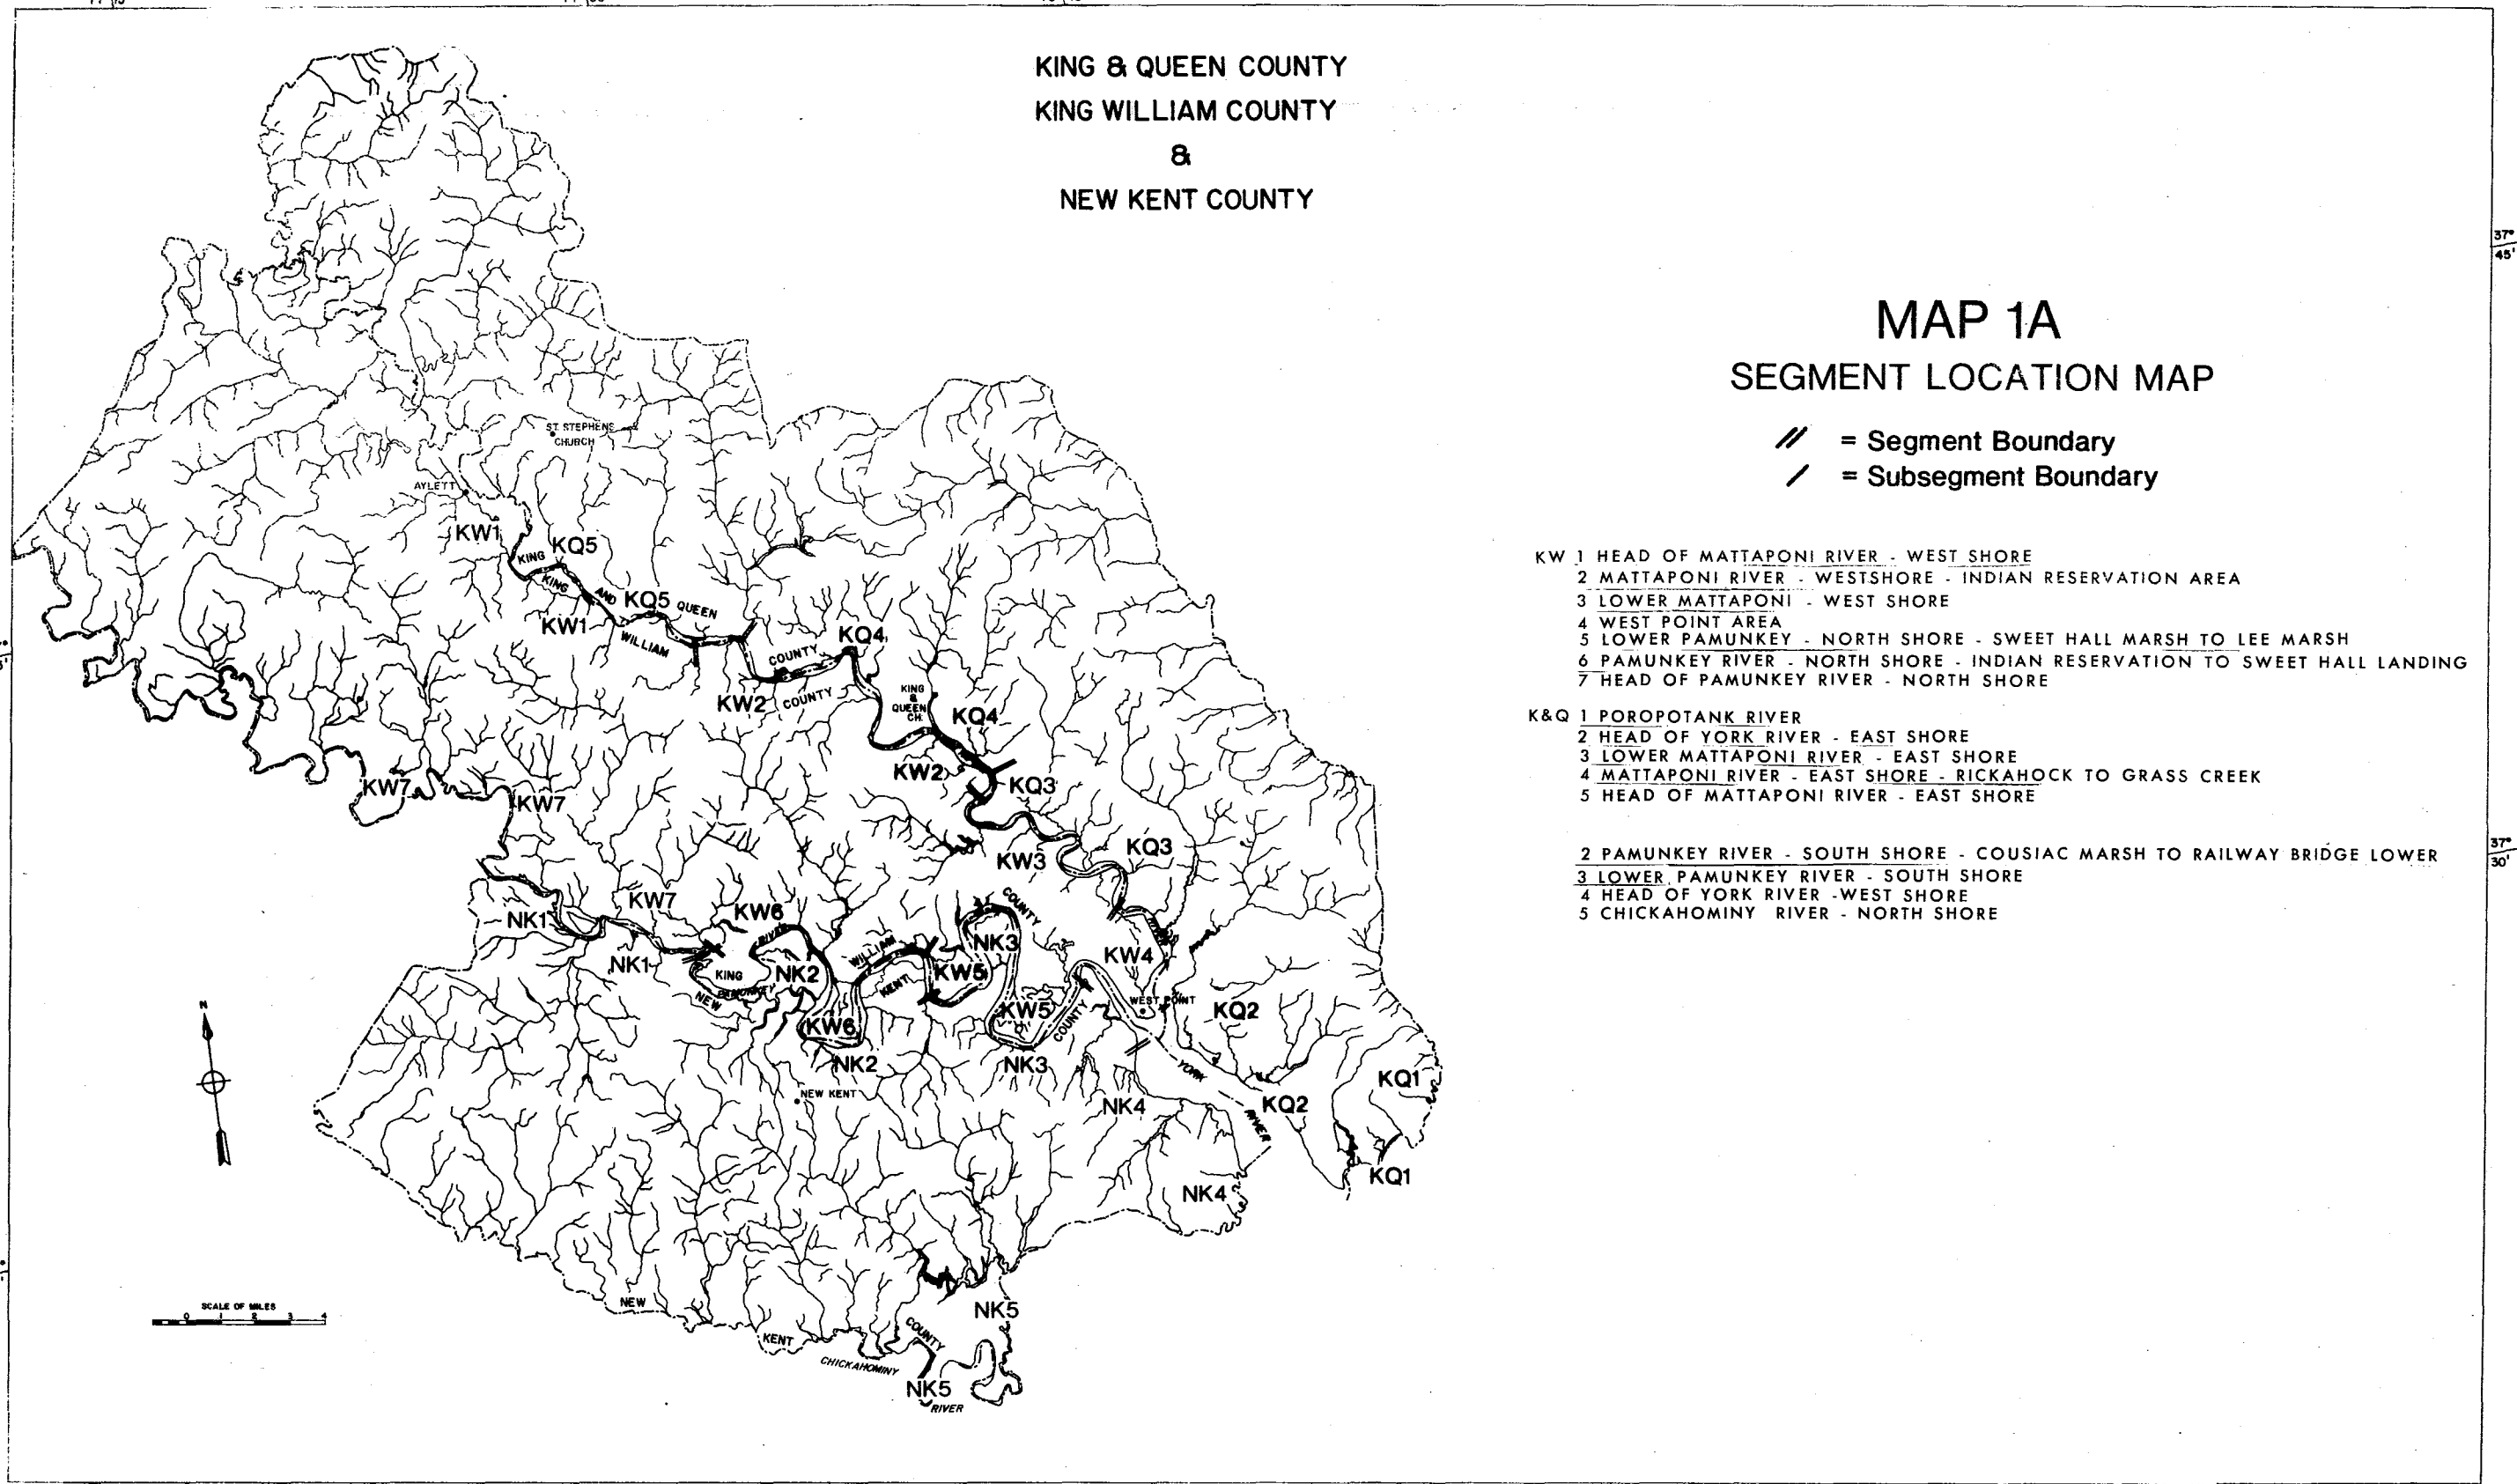 KING & QUEEN COUNTY
KING WILLIAM COUNTY
&
NEW KENT COUNTY
37°
45'
MAP 1A
SEGMENT LOCATION MAP
// = Segment Boundary
/ = Subsegment Boundary
KW 1 HEAD OF MATTAPONI RIVER - WEST SHORE
2 MATTAPONI RIVER - WESTSHORE - INDIAN RESERVATION AREA
3 LOWER MATTAPONI - WEST SHORE
4 WEST POINT AREA
5 LOWER PAMUNKEY - NORTH SHORE - SWEET HALL MARSH TO LEE MARSH
6 PAMUNKEY RIVER - NORTH SHORE - INDIAN RESERVATION TO SWEET HALL LANDING
7 HEAD OF PAMUNKEY RIVER - NORTH SHORE
K&Q 1 POROPOTANK RIVER
2 HEAD OF YORK RIVER - EAST SHORE
3 LOWER MATTAPONI RIVER - EAST SHORE
4 MATTAPONI RIVER - EAST SHORE - RICKAHOCK TO GRASS CREEK
5 HEAD OF MATTAPONI RIVER - EAST SHORE
2 PAMUNKEY RIVER - SOUTH SHORE - COUSIAC MARSH TO RAILWAY BRIDGE LOWER
3 LOWER PAMUNKEY RIVER - SOUTH SHORE
4 HEAD OF YORK RIVER -WEST SHORE
5 CHICKAHOMINY RIVER - NORTH SHORE
37°
30'
ST. STEPHENS
CHURCH
AYLETT
KW1
KQ5
KING
KING
AND
KQ5
QUEEN
KW1
WILLIAM
KQ4
COUNTY
KW2
COUNTY
KING
&
QUEEN
CH.
KQ4
KW2
KQ3
KW7
KW7
KW3
KQ3
KW7
KW6
COUNTY
NK1
RIVER
NK3
WILLIAM
KW4
NK1
KING
NK2
KW5
PAMUNKEY
KENT
NEW
WEST POINT
KW5
KQ2
KW6
COUNTY
NK2
NK3
YORK
KQ1
NEW KENT
NK4
KQ2
RIVER
KQ1
NK4
N
SCALE OF MILES
0 1 2 3 4
NEW
NK5
KENT
COUNTY
CHICKAHOMINY
NK5
RIVER